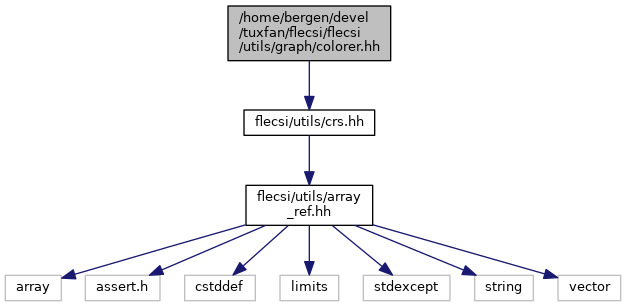 /home/bergen/devel
/tuxfan/flecsi/flecsi
/utils/graph/colorer.hh
flecsi/utils/crs.hh
flecsi/utils/array
_ref.hh
array
assert.h
cstddef
limits
stdexcept
string
vector